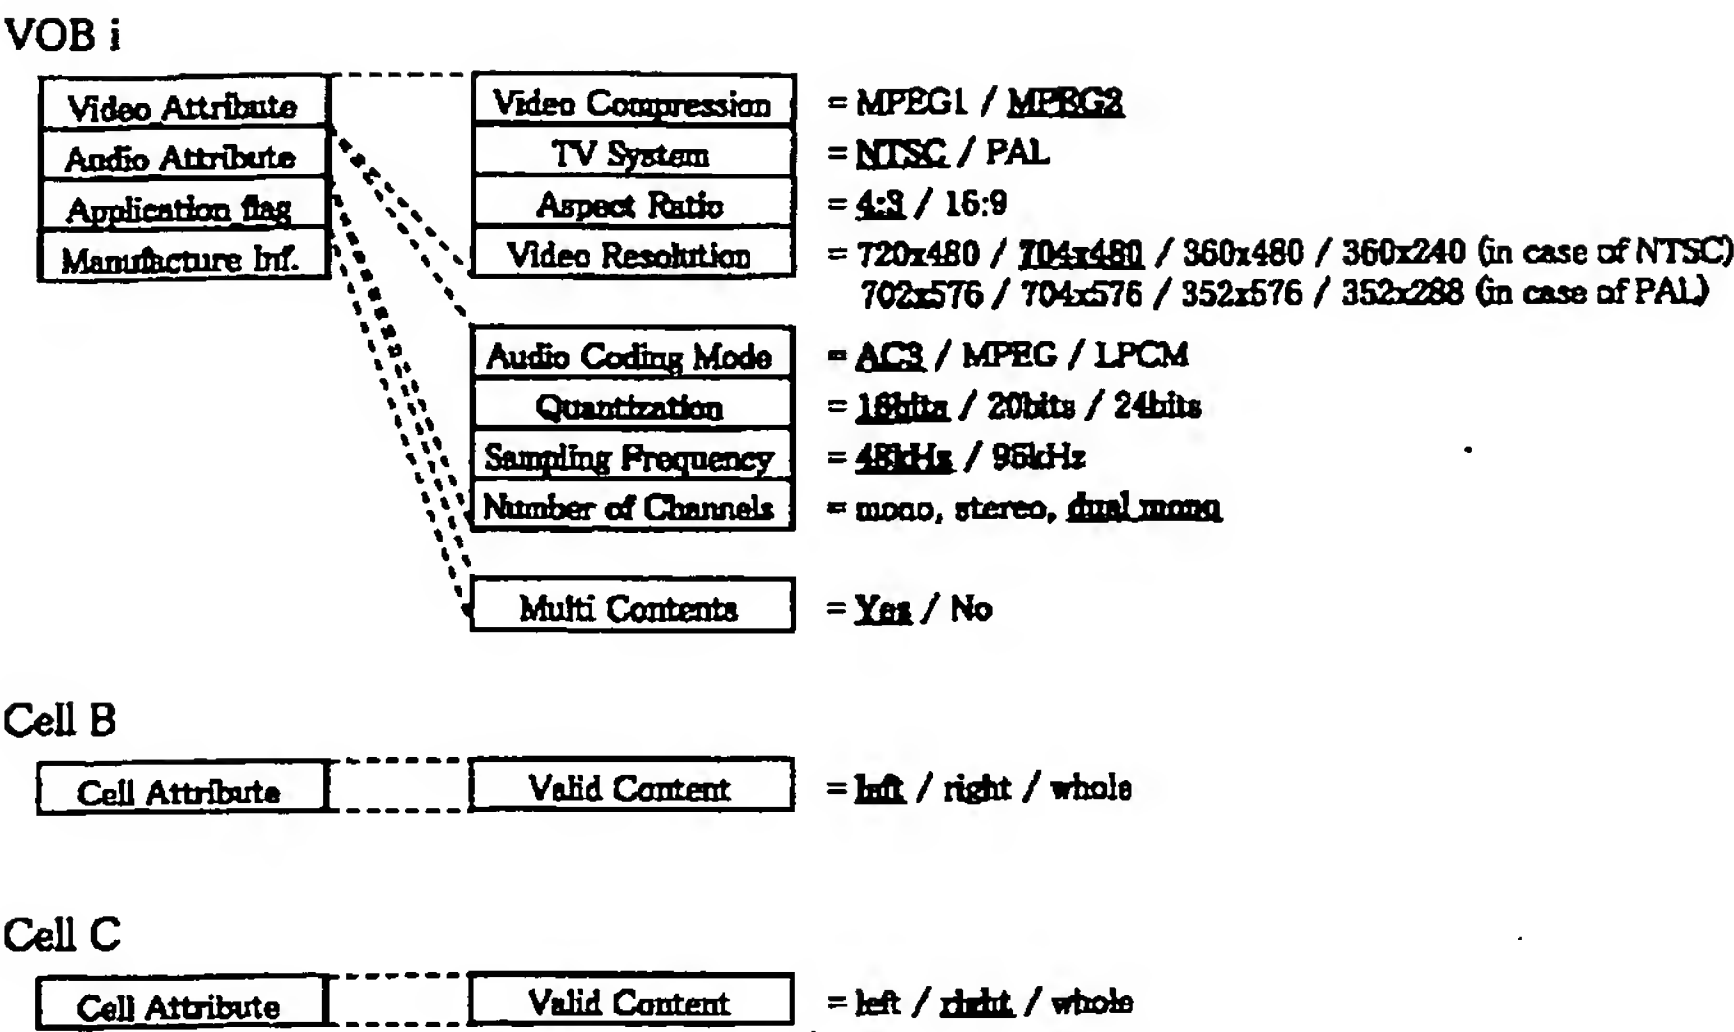 VOB i
Video Attribute
Audio Attribute
Application flag
Manufacture Inf.
Video Compression = MPEG1 / MPEG2
TV System = NTSC / PAL
Aspect Ratio = 4:3 / 16:9
Video Resolution = 720x480 / 704x480 / 360x480 / 360x240 (in case of NTSC)
702x576 / 704x576 / 352x576 / 352x288 (in case of PAL)
Audio Coding Mode = AC3 / MPEG / LPCM
Quantization = 16bits / 20bits / 24bits
Sampling Frequency = 48kHz / 96kHz
Number of Channels = mono, stereo, dual mono
Multi Contents = Yes / No
Cell B
Cell Attribute Valid Content = left / right / whole
Cell C
Cell Attribute Valid Content = left / right / whole